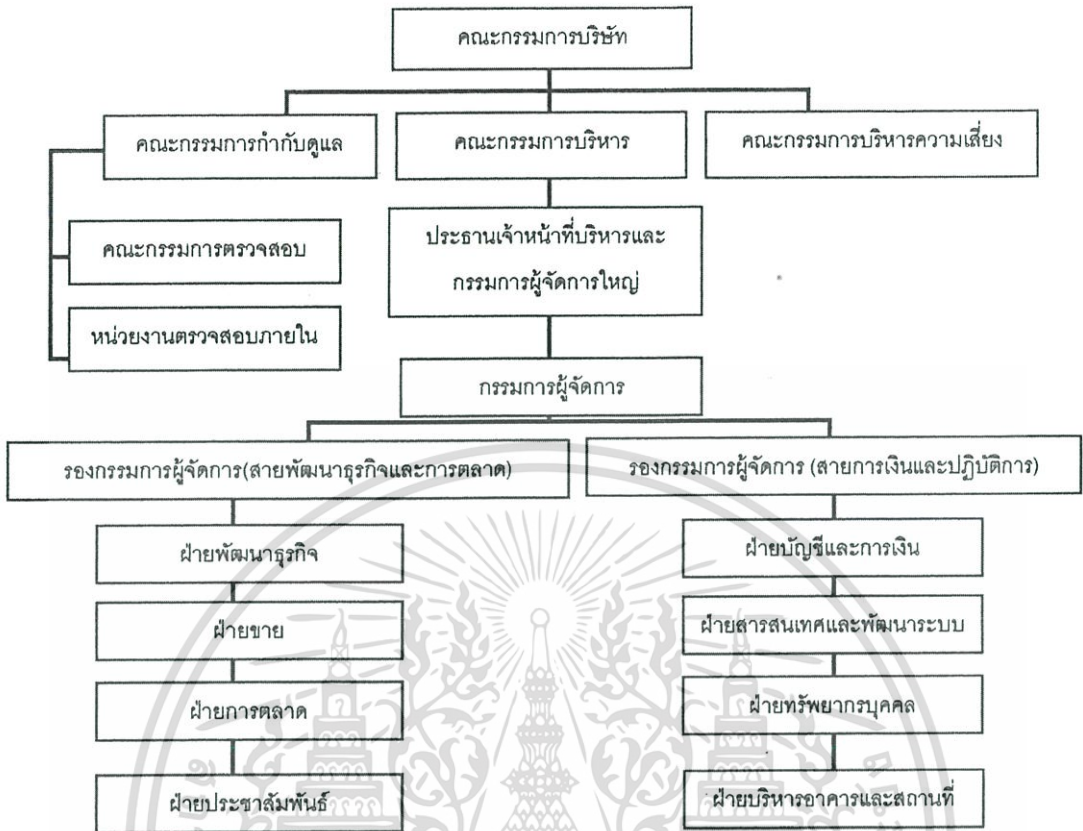 คณะกรรมการบริษัท
คณะกรรมการกำกับดูแล
คณะกรรมการบริหาร
คณะกรรมการบริหารความเสี่ยง
คณะกรรมการตรวจสอบ
หน่วยงานตรวจสอบภายใน
ประธานเจ้าหน้าที่บริหารและ
กรรมการผู้จัดการใหญ่
กรรมการผู้จัดการ
รองกรรมการผู้จัดการ(สายพัฒนาธุรกิจและการตลาด)
รองกรรมการผู้จัดการ (สายการเงินและปฏิบัติการ)
ฝ่ายพัฒนาธุรกิจ
ฝ่ายขาย
ฝ่ายการตลาด
ฝ่ายประชาสัมพันธ์
ฝ่ายบัญชีและการเงิน
ฝ่ายสารสนเทศและพัฒนาระบบ
ฝ่ายทรัพยากรบุคคล
ฝ่ายบริหารอาคารและสถานที่